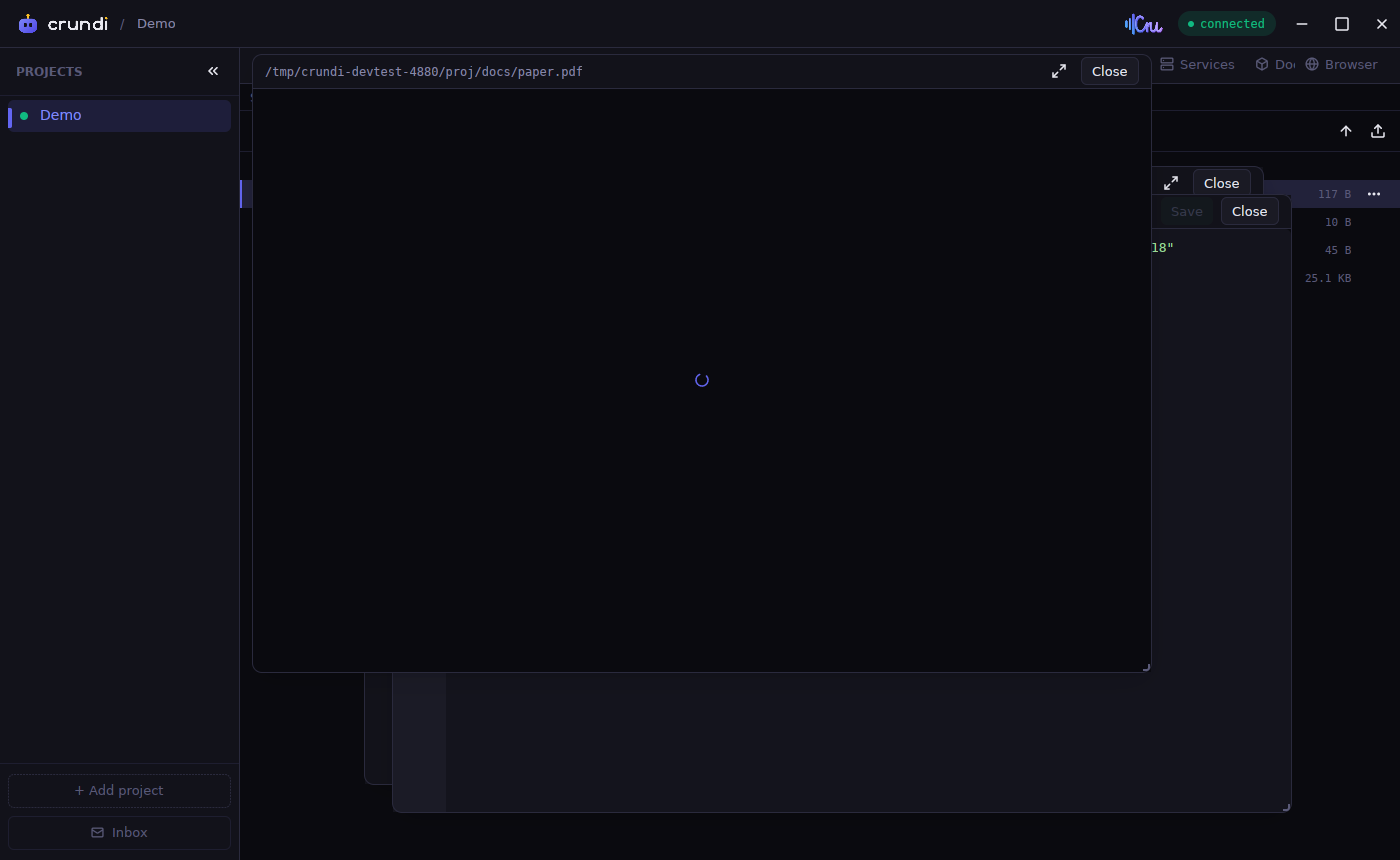 crundi / Demo
Cru
connected
PROJECTS
Demo
+ Add project
Inbox
/tmp/crundi-devtest-4880/proj/docs/paper.pdf
Close
Services
Browser
Close
117 B
Save
Close
10 B
18"
45 B
25.1 KB